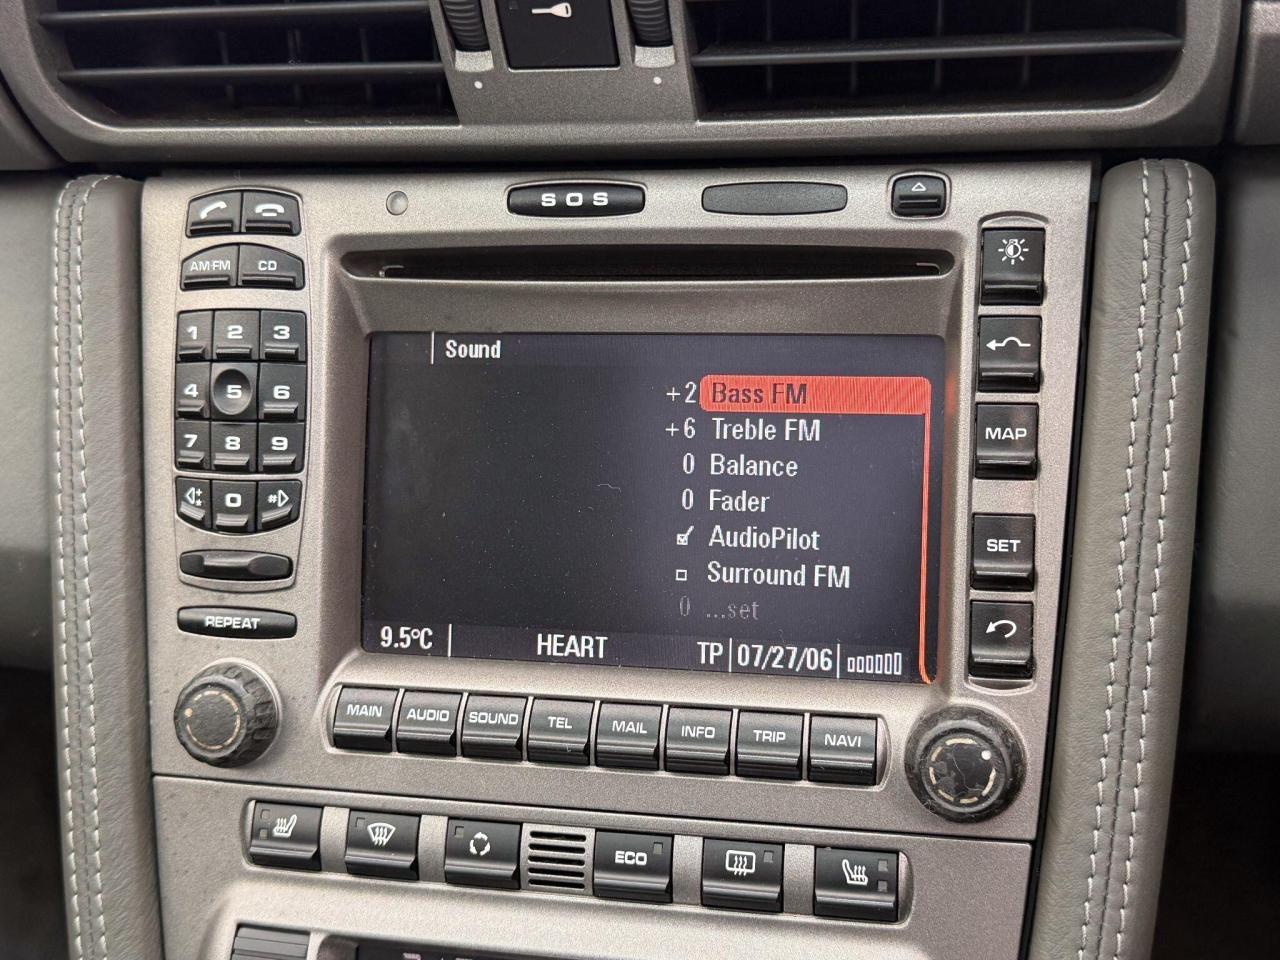 SOS
AM·FM CD
1 2 3
4 5 6
7 8 9
* 0 #
REPEAT
Sound
+2 Bass FM
+6 Treble FM
0 Balance
0 Fader
AudioPilot
Surround FM
0 ...set
9.5°C HEART TP 07/27/06
MAP
SET
MAIN AUDIO SOUND TEL MAIL INFO TRIP NAVI
ECO